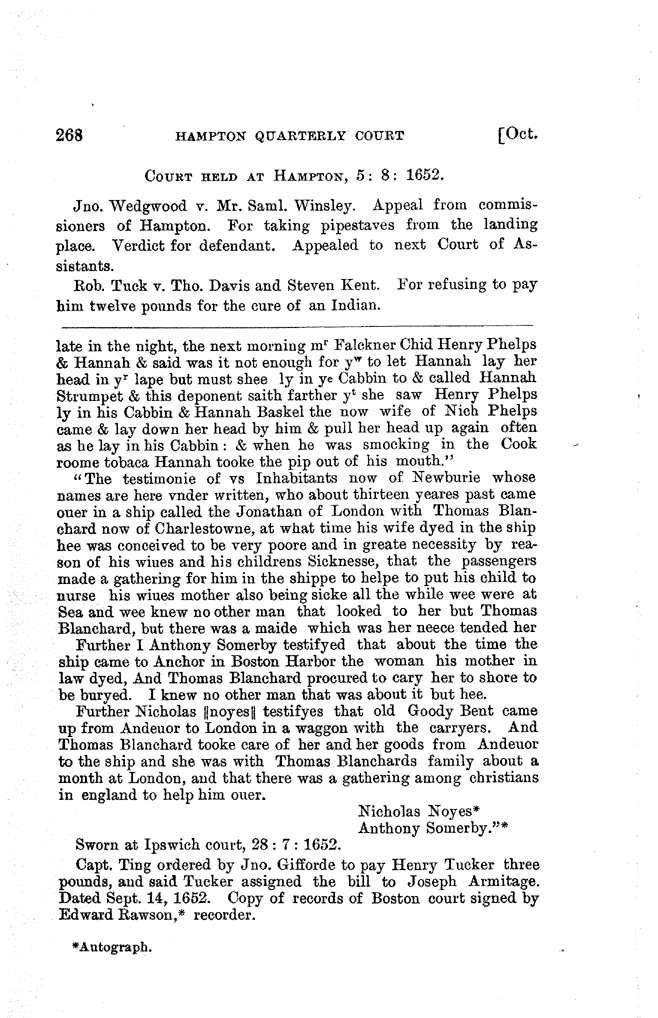 268 HAMPTON QUARTERLY COURT [Oct.
COURT HELD AT HAMPTON, 5: 8: 1652.
Jno. Wedgwood v. Mr. Saml. Winsley. Appeal from commis-
sioners of Hampton. For taking pipestaves from the landing
place. Verdict for defendant. Appealed to next Court of As-
sistants.
Rob. Tuck v. Tho. Davis and Steven Kent. For refusing to pay
him twelve pounds for the cure of an Indian.
late in the night, the next morning mʳ Falckner Chid Henry Phelps
& Hannah & said was it not enough for yʷ to let Hannah lay her
head in yʳ lape but must shee ly in yᵉ Cabbin to & called Hannah
Strumpet & this deponent saith farther yᵗ she saw Henry Phelps
ly in his Cabbin & Hannah Baskel the now wife of Nich Phelps
came & lay down her head by him & pull her head up again often
as he lay in his Cabbin : & when he was smocking in the Cook
roome tobaca Hannah tooke the pip out of his mouth."
"The testimonie of vs Inhabitants now of Newburie whose
names are here vnder written, who about thirteen yeares past came
ouer in a ship called the Jonathan of London with Thomas Blan-
chard now of Charlestowne, at what time his wife dyed in the ship
hee was conceived to be very poore and in greate necessity by rea-
son of his wiues and his childrens Sicknesse, that the passengers
made a gathering for him in the shippe to helpe to put his child to
nurse his wiues mother also being sicke all the while wee were at
Sea and wee knew no other man that looked to her but Thomas
Blanchard, but there was a maide which was her neece tended her
Further I Anthony Somerby testifyed that about the time the
ship came to Anchor in Boston Harbor the woman his mother in
law dyed, And Thomas Blanchard procured to cary her to shore to
be buryed. I knew no other man that was about it but hee.
Further Nicholas ‖noyes‖ testifyes that old Goody Bent came
up from Andeuor to London in a waggon with the carryers. And
Thomas Blanchard tooke care of her and her goods from Andeuor
to the ship and she was with Thomas Blanchards family about a
month at London, and that there was a gathering among christians
in england to help him ouer.
Nicholas Noyes*
Anthony Somerby."*
Sworn at Ipswich court, 28 : 7 : 1652.
Capt. Ting ordered by Jno. Gifforde to pay Henry Tucker three
pounds, and said Tucker assigned the bill to Joseph Armitage.
Dated Sept. 14, 1652. Copy of records of Boston court signed by
Edward Rawson,* recorder.
*Autograph.